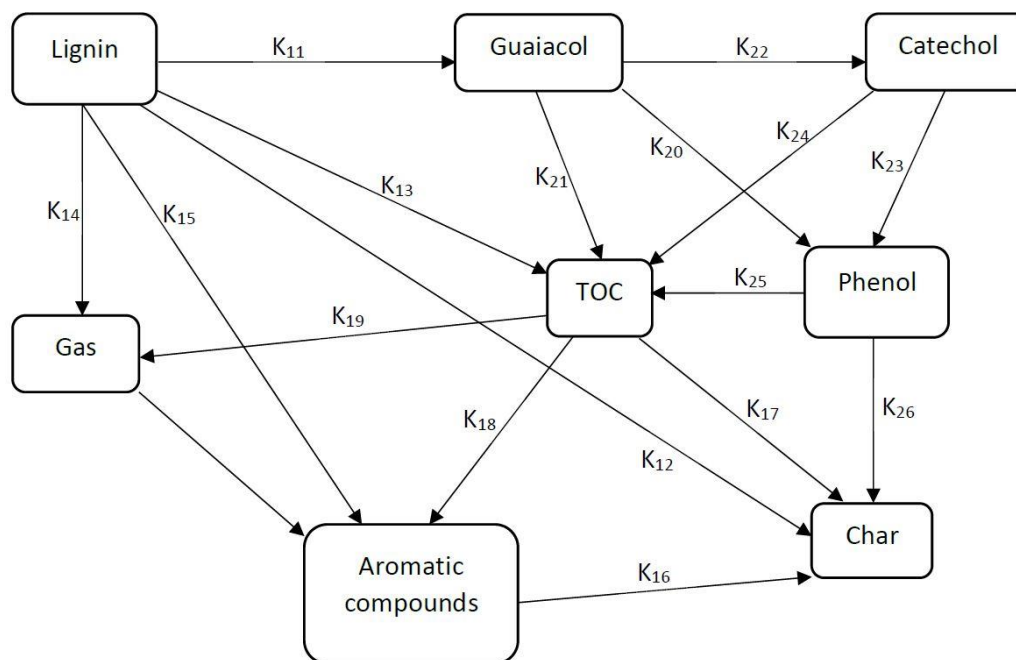 Lignin
K₁₁
Guaiacol
K₂₂
Catechol
K₂₄
K₂₀
K₂₃
K₂₁
K₁₃
K₁₄
K₁₅
TOC
K₂₅
Phenol
K₁₉
Gas
K₁₈
K₁₇
K₂₆
K₁₂
Char
Aromatic
compounds
K₁₆